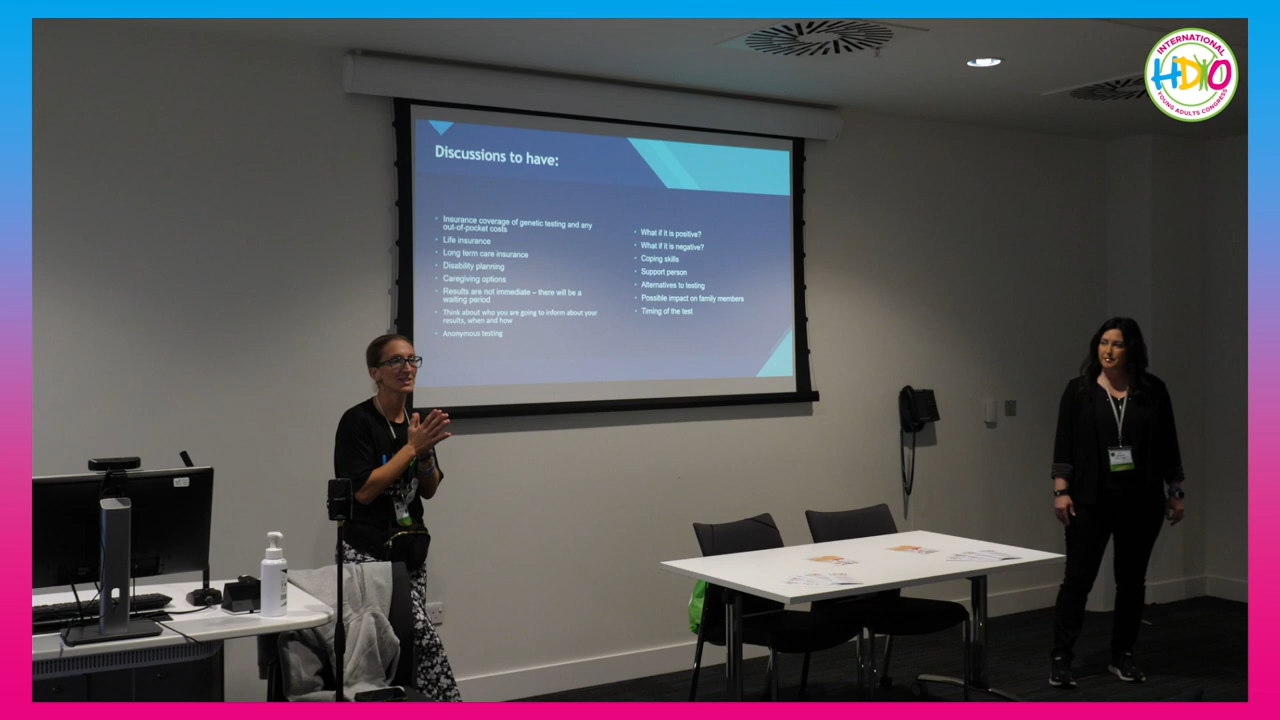 INTERNATIONAL
HDYO
YOUNG ADULTS CONGRESS
Discussions to have:
• Insurance coverage of genetic testing and any
out-of-pocket costs
• Life insurance
• Long term care insurance
• Disability planning
• Caregiving options
• Results are not immediate – there will be a
waiting period
• Think about who you are going to inform about your
results, when and how
• Anonymous testing
• What if it is positive?
• What if it is negative?
• Coping skills
• Support person
• Alternatives to testing
• Possible impact on family members
• Timing of the test